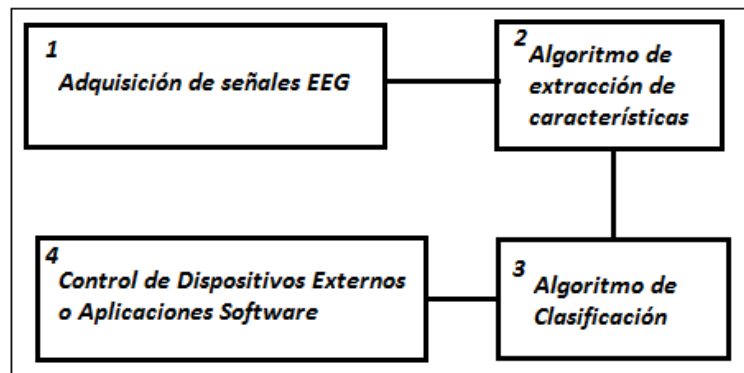 1
Adquisición de señales EEG
2
Algoritmo de
extracción de
características
4
Control de Dispositivos Externos
o Aplicaciones Software
3
Algoritmo de
Clasificación